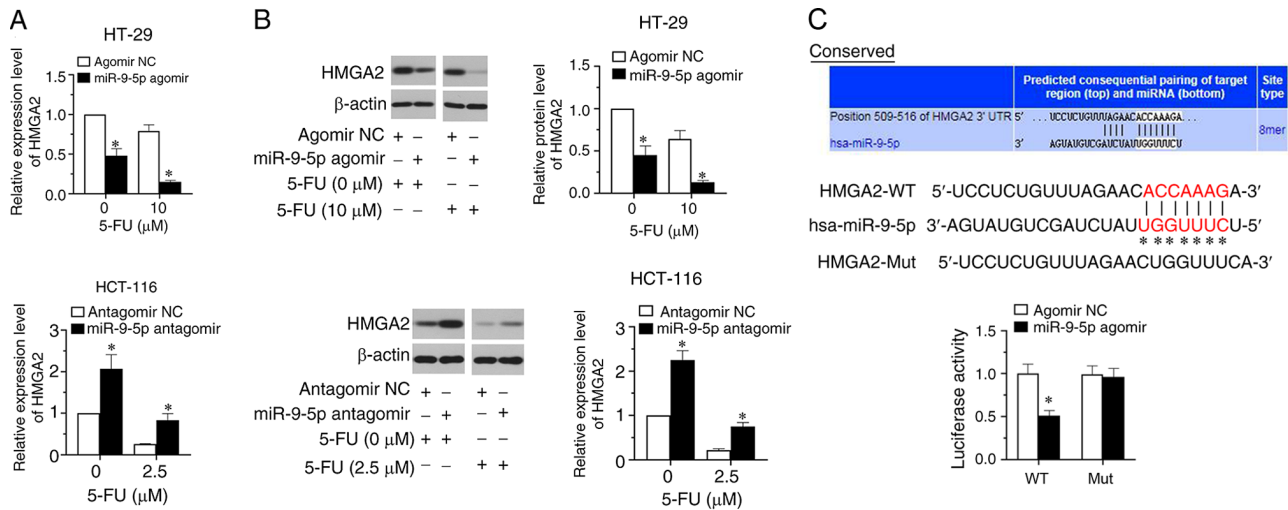 A
HT-29
Agomir NC
miR-9-5p agomir
Relative expression level
of HMGA2
1.5
1.0
0.5
0
*
*
0
10
5-FU (μM)
HCT-116
Antagomir NC
miR-9-5p antagomir
Relative expression level
of HMGA2
3
2
1
0
*
*
0
2.5
5-FU (μM)
B
HMGA2
β-actin
Agomir NC + − + −
miR-9-5p agomir − + − +
5-FU (0 μM) + + − −
5-FU (10 μM) − − + +
HT-29
Agomir NC
miR-9-5p agomir
Relative protein level
of HMGA2
1.5
1.0
0.5
0
*
*
0
10
5-FU (μM)
HMGA2
β-actin
Antagomir NC + − + −
miR-9-5p antagomir − + − +
5-FU (0 μM) + + − −
5-FU (2.5 μM) − − + +
HCT-116
Antagomir NC
miR-9-5p antagomir
Relative expression level
of HMGA2
3
2
1
0
*
*
0
2.5
5-FU (μM)
C
Conserved
Predicted consequential pairing of target
region (top) and miRNA (bottom)
Site
type
Position 509-516 of HMGA2 3' UTR 5' ...UCCUCUGUUUAGAACACCAAAGA...
hsa-miR-9-5p 3' AGUAUGUCGAUCUAUUGGUUUCU
8mer
HMGA2-WT 5′-UCCUCUGUUUAGAACACCAAAGA-3′
hsa-miR-9-5p 3′-AGUAUGUCGAUCUAUUGGUUUCU-5′
* * * * * * *
HMGA2-Mut 5′-UCCUCUGUUUAGAACUGGUUUCA-3′
Agomir NC
miR-9-5p agomir
Luciferase activity
1.5
1.0
0.5
0
*
WT
Mut